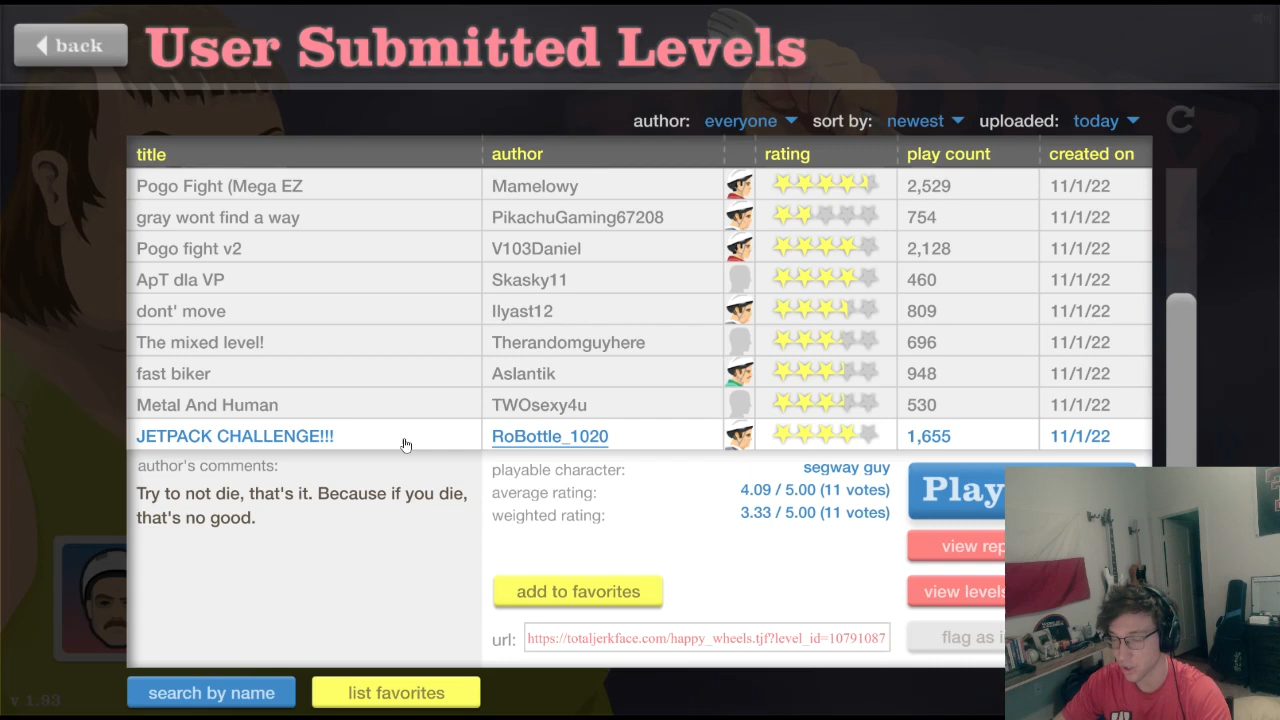 back
User Submitted Levels
author: everyone sort by: newest uploaded: today
title author rating play count created on
Pogo Fight (Mega EZ Mamelowy 2,529 11/1/22
gray wont find a way PikachuGaming67208 754 11/1/22
Pogo fight v2 V103Daniel 2,128 11/1/22
ApT dla VP Skasky11 460 11/1/22
dont' move Ilyast12 809 11/1/22
The mixed level! Therandomguyhere 696 11/1/22
fast biker Aslantik 948 11/1/22
Metal And Human TWOsexy4u 530 11/1/22
JETPACK CHALLENGE!!! RoBottle_1020 1,655 11/1/22
author's comments:
Try to not die, that's it. Because if you die,
that's no good.
playable character: segway guy
average rating: 4.09 / 5.00 (11 votes)
weighted rating: 3.33 / 5.00 (11 votes)
Play
view rep
add to favorites
view levels
url: https://totaljerkface.com/happy_wheels.tjf?level_id=10791087
flag as i
search by name
list favorites
v 1.93